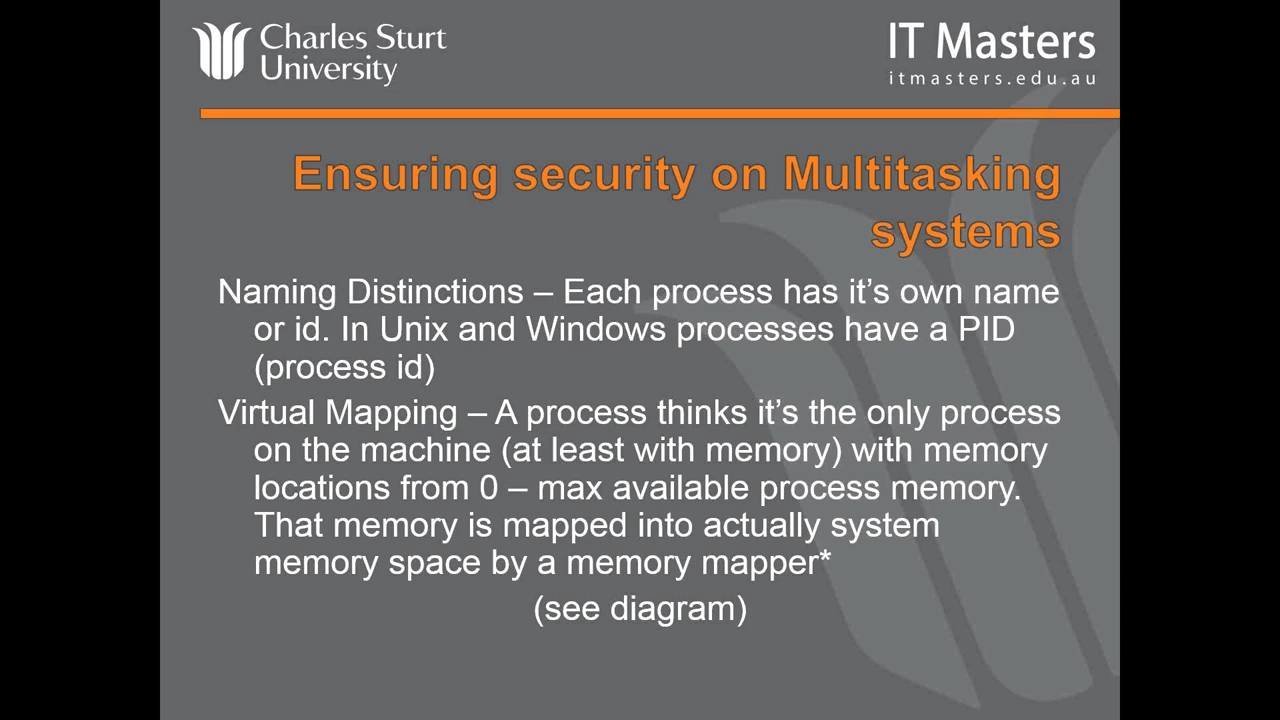 Charles Sturt
University
IT Masters
itmasters.edu.au
Ensuring security on Multitasking
systems
Naming Distinctions – Each process has it’s own name
or id. In Unix and Windows processes have a PID
(process id)
Virtual Mapping – A process thinks it’s the only process
on the machine (at least with memory) with memory
locations from 0 – max available process memory.
That memory is mapped into actually system
memory space by a memory mapper*
(see diagram)